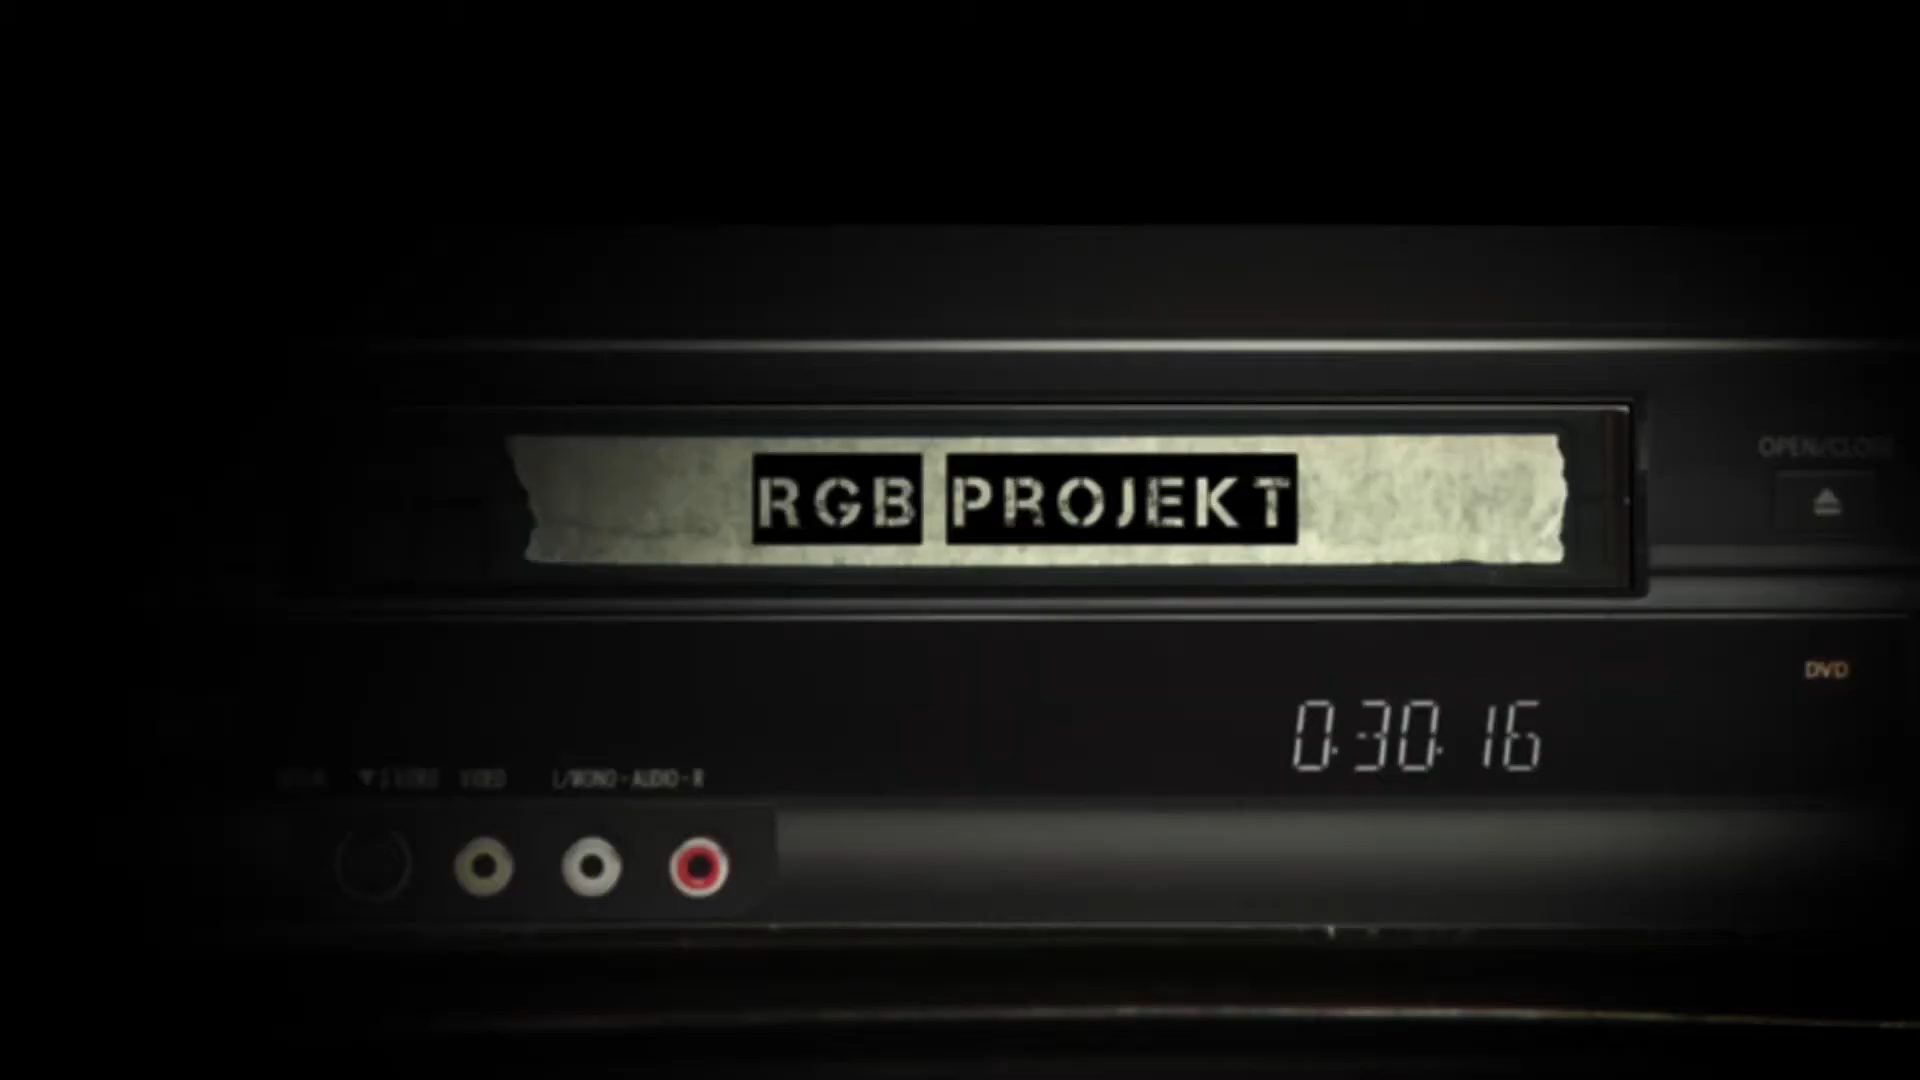 RGB PROJEKT
OPEN/CLOSE
DVD
0:30:16
VIDEO L/MONO-AUDIO-R